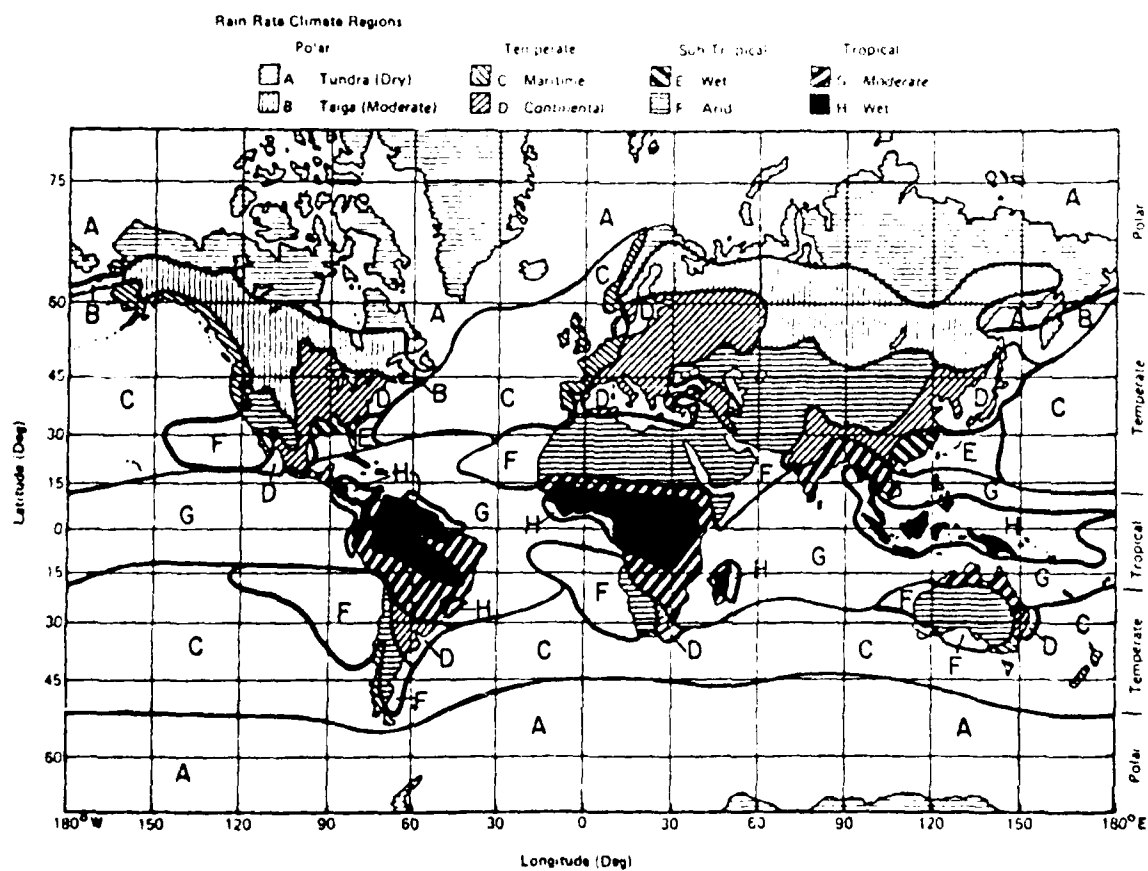 Rain Rate Climate Regions
Polar Temperate Sub Tropical Tropical
A Tundra (Dry) C Maritime E Wet G Moderate
B Taiga (Moderate) D Continental F Arid H Wet
75
A A A
Polar
C
60
B A D A B
45
C D B C D D C
Temperate
30
F E F F E
15
D H G
Latitude (Deg)
G G H H
0
G
Tropical
15
H G
F F F
H
30
C D C D C F D C
Temperate
45
F
A A
60
A
Polar
180°W 150 120 90 60 30 0 30 60 90 120 150 180°E
Longitude (Deg)